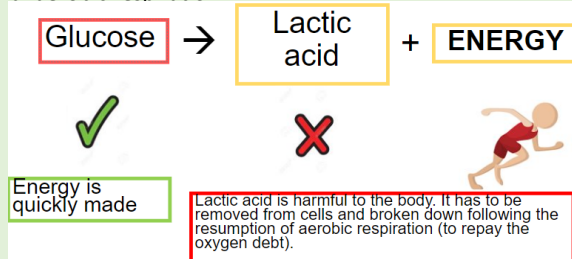 Glucose → Lactic acid + ENERGY
Energy is
quickly made
Lactic acid is harmful to the body. It has to be
removed from cells and broken down following the
resumption of aerobic respiration (to repay the
oxygen debt).